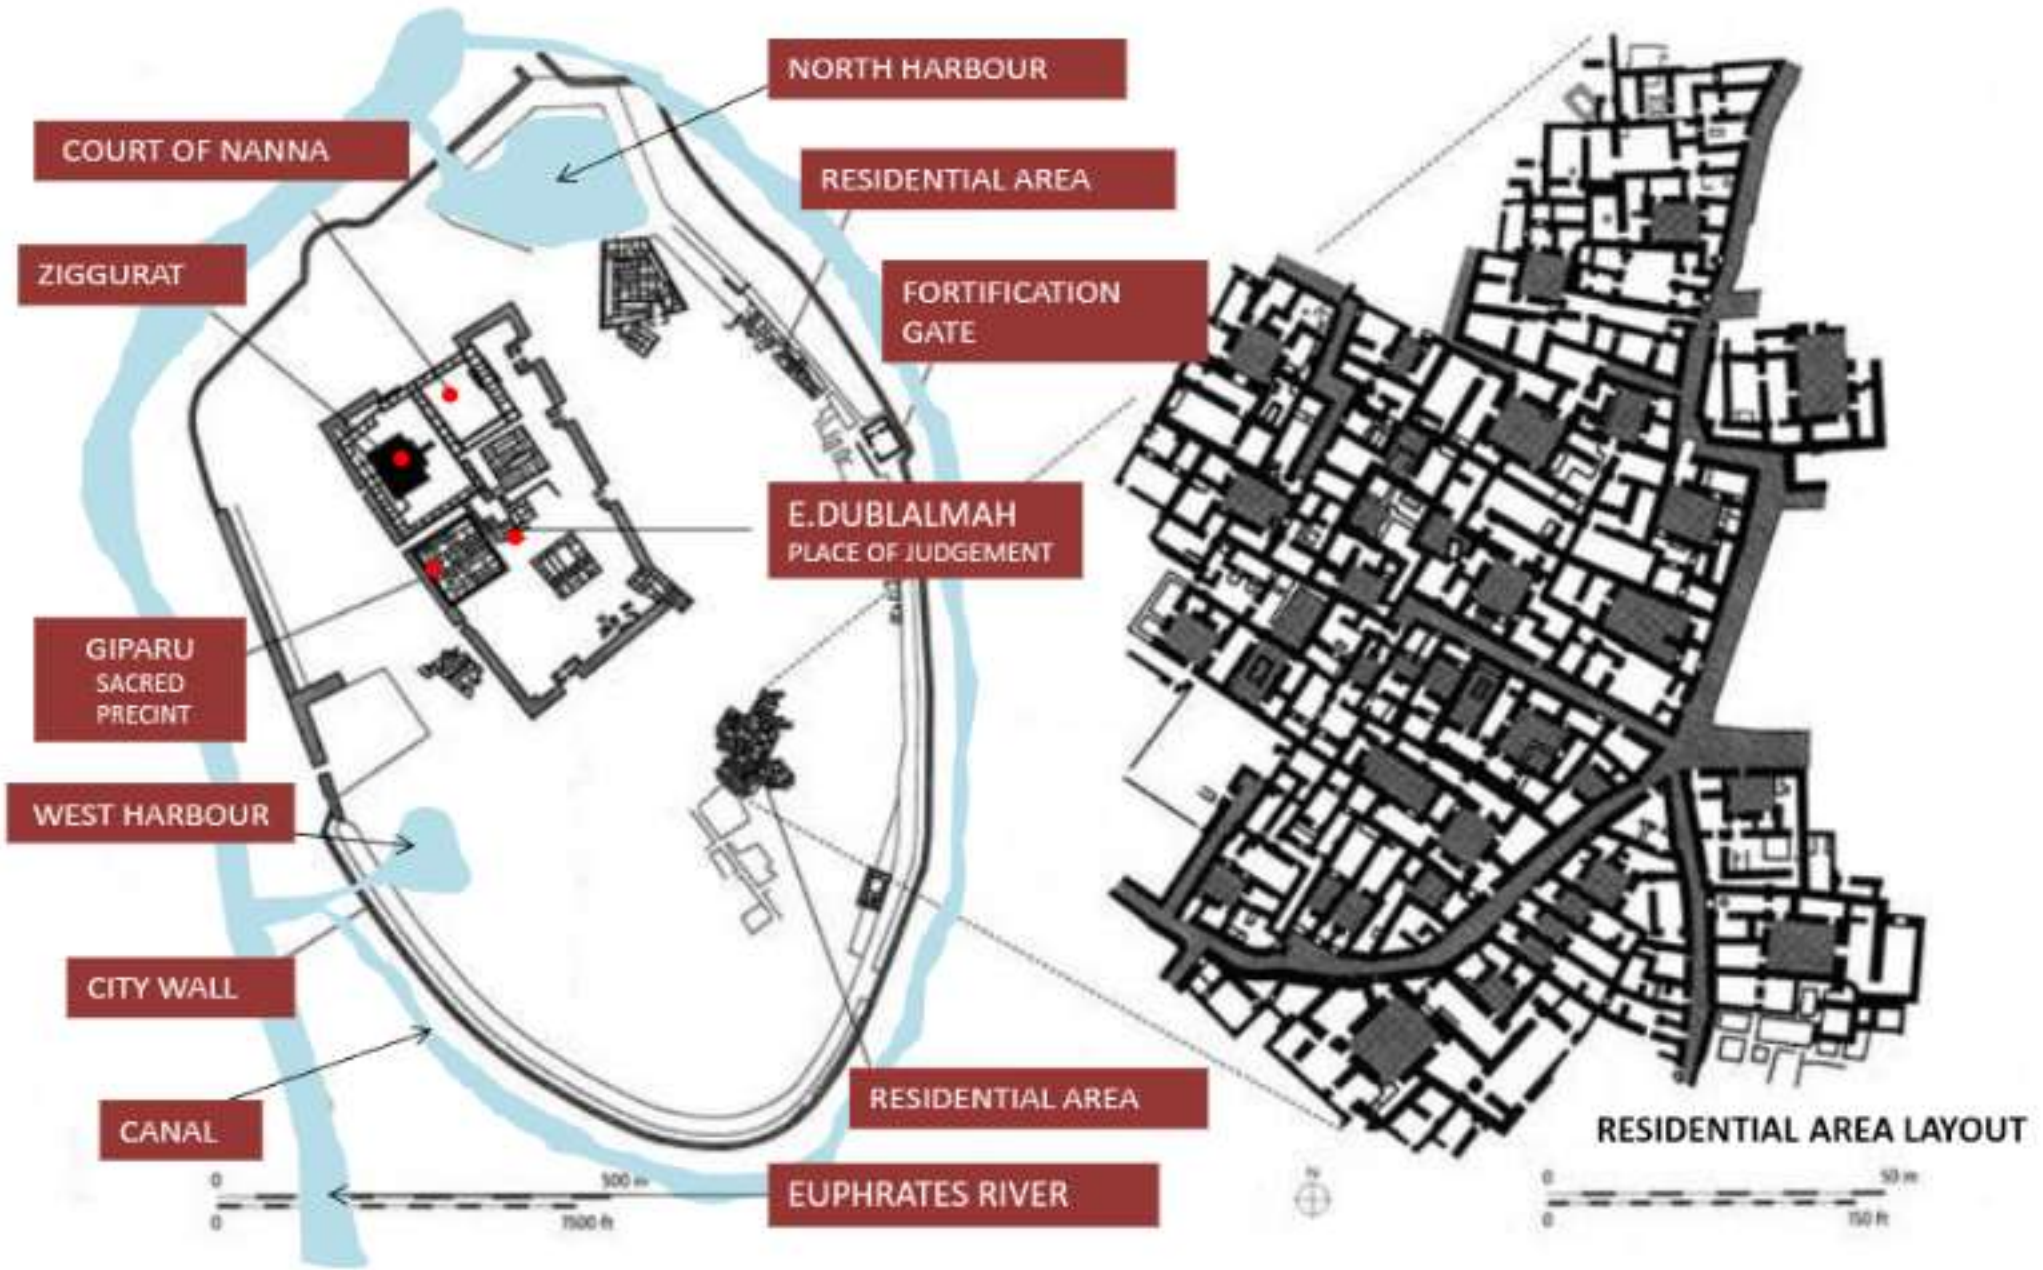 NORTH HARBOUR
COURT OF NANNA
RESIDENTIAL AREA
ZIGGURAT
FORTIFICATION
GATE
E.DUBLALMAH
PLACE OF JUDGEMENT
GIPARU
SACRED
PRECINT
WEST HARBOUR
CITY WALL
CANAL
RESIDENTIAL AREA
EUPHRATES RIVER
0 500 m
0 1500 ft
RESIDENTIAL AREA LAYOUT
N
0 50 m
0 150 ft